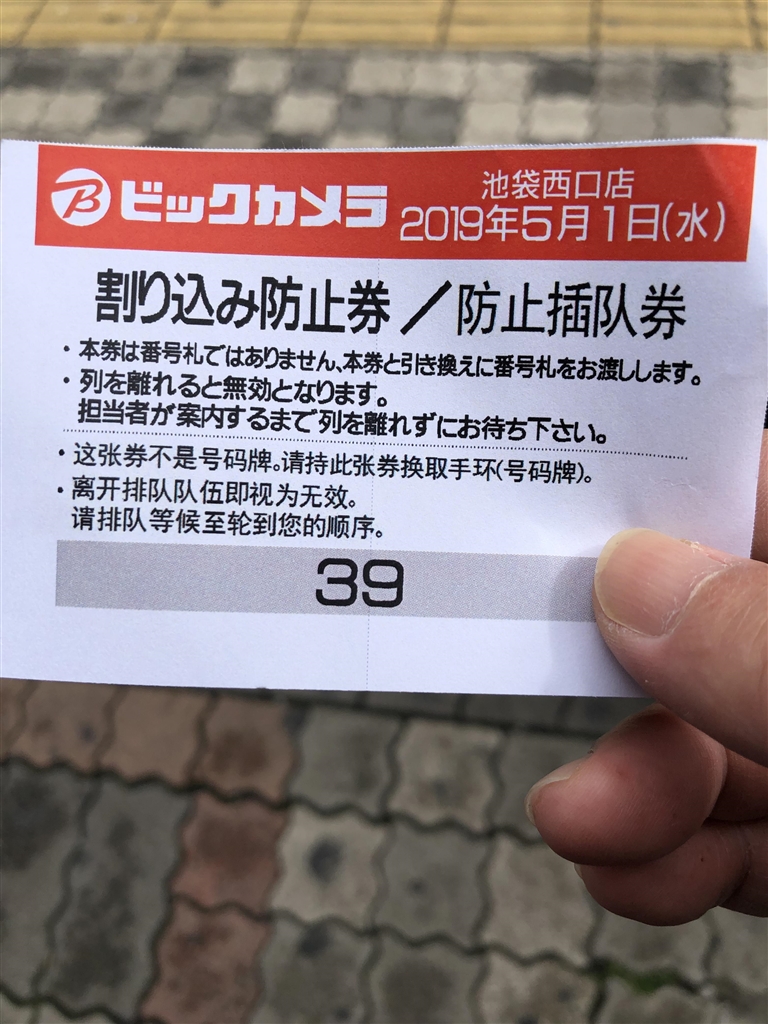 B ビックカメラ
池袋西口店
2019年5月1日(水)
割り込み防止券／防止插队券
・本券は番号札ではありません、本券と引き換えに番号札をお渡しします。
・列を離れると無効となります。
担当者が案内するまで列を離れずにお待ち下さい。
・这张券不是号码牌。请持此张券换取手环(号码牌)。
・离开排队队伍即视为无效。
请排队等候至轮到您的顺序。
39